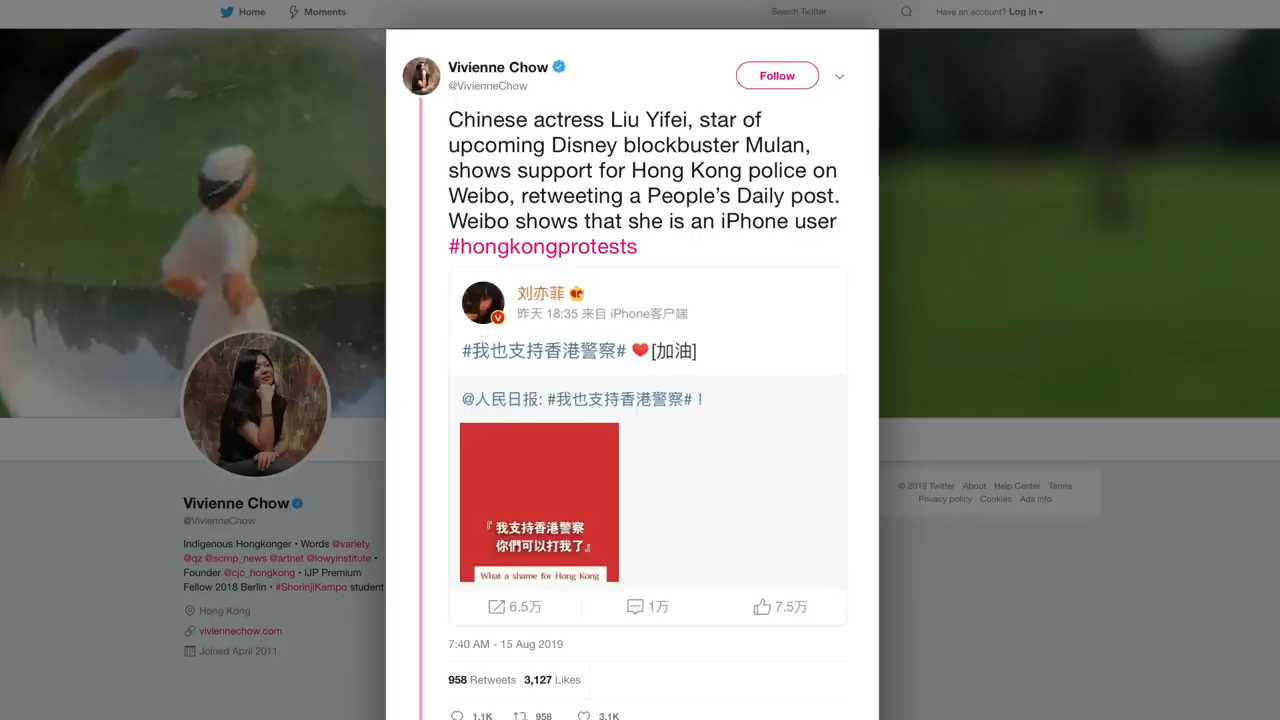 Home
Moments
Search Twitter
Have an account? Log in
Vivienne Chow
@VivienneChow
Follow
Chinese actress Liu Yifei, star of
upcoming Disney blockbuster Mulan,
shows support for Hong Kong police on
Weibo, retweeting a People’s Daily post.
Weibo shows that she is an iPhone user
#hongkongprotests
刘亦菲
昨天 18:35 来自 iPhone客户端
#我也支持香港警察# [加油]
@人民日报: #我也支持香港警察#！
『我支持香港警察
你們可以打我了』
What a shame for Hong Kong
6.5万
1万
7.5万
7:40 AM - 15 Aug 2019
958 Retweets 3,127 Likes
1.1K
958
3.1K
Vivienne Chow
@VivienneChow
Indigenous Hongkonger • Words @variety
@qz @scmp_news @artnet @lowyinstitute •
Founder @cjc_hongkong • IJP Premium
Fellow 2018 Berlin • #ShorinjiKempo student
Hong Kong
viviennechow.com
Joined April 2011
© 2019 Twitter About Help Center Terms
Privacy policy Cookies Ads info